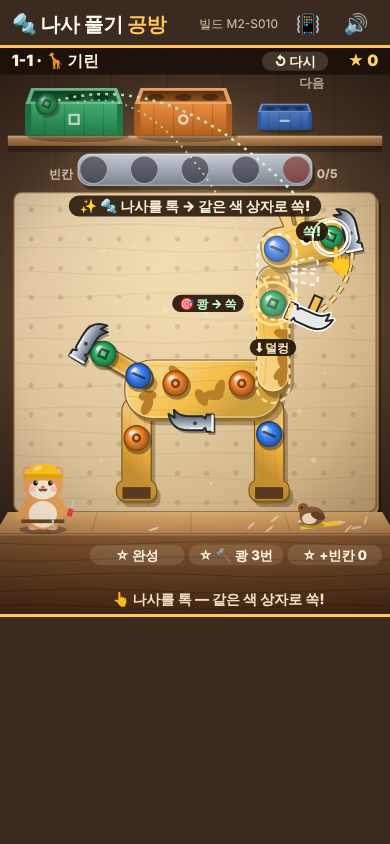 나사 풀기 공방
빌드 M2-S010
1-1 · 기린
다시
★ 0
다음
빈칸
0/5
나사를 톡 → 같은 색 상자로 쏙!
쏙!
쾅 → 쏙
↓덜컹
☆ 완성
☆ 쾅 3번
☆ +빈칸 0
나사를 톡 — 같은 색 상자로 쏙!